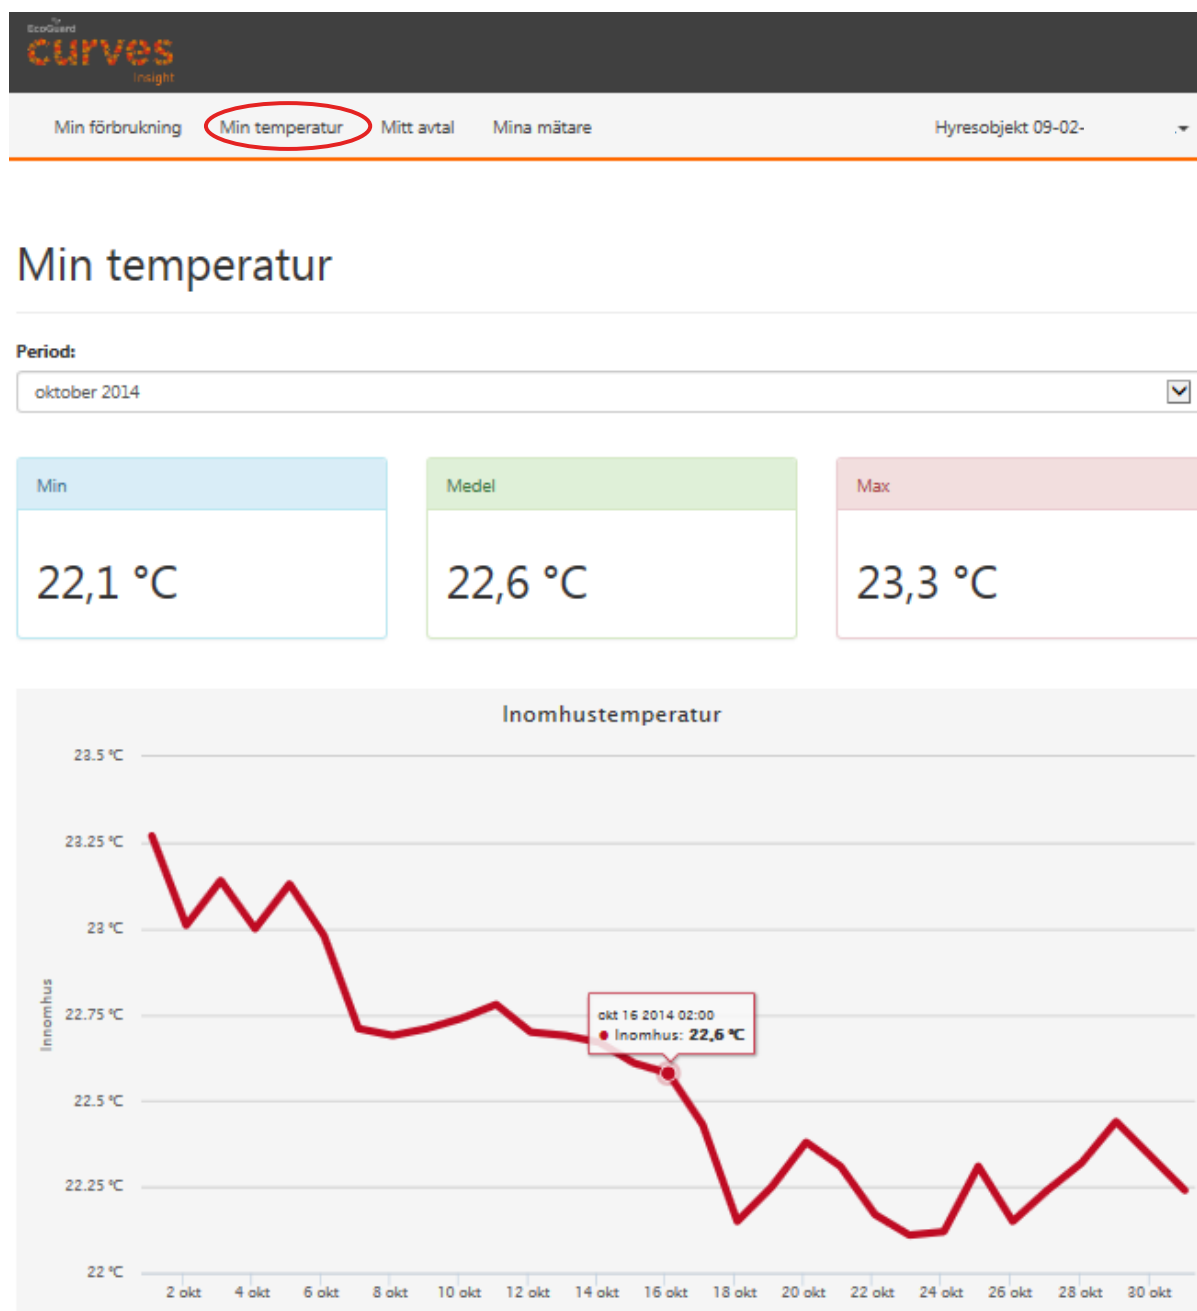 EcoGuard
curves
insight
Min förbrukning Min temperatur Mitt avtal Mina mätare Hyresobjekt 09-02- .
Min temperatur
Period:
oktober 2014
Min Medel Max
22,1 °C 22,6 °C 23,3 °C
Inomhustemperatur
23.5 °C
23.25 °C
23 °C
22.75 °C
22.5 °C
22.25 °C
22 °C
Innomhus
okt 16 2014 02:00
Inomhus: 22,6 °C
2 okt 4 okt 6 okt 8 okt 10 okt 12 okt 14 okt 16 okt 18 okt 20 okt 22 okt 24 okt 26 okt 28 okt 30 okt